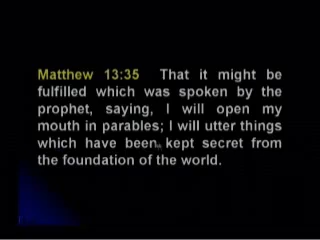 Matthew 13:35 That it might be
fulfilled which was spoken by the
prophet, saying, I will open my
mouth in parables; I will utter things
which have been kept secret from
the foundation of the world.